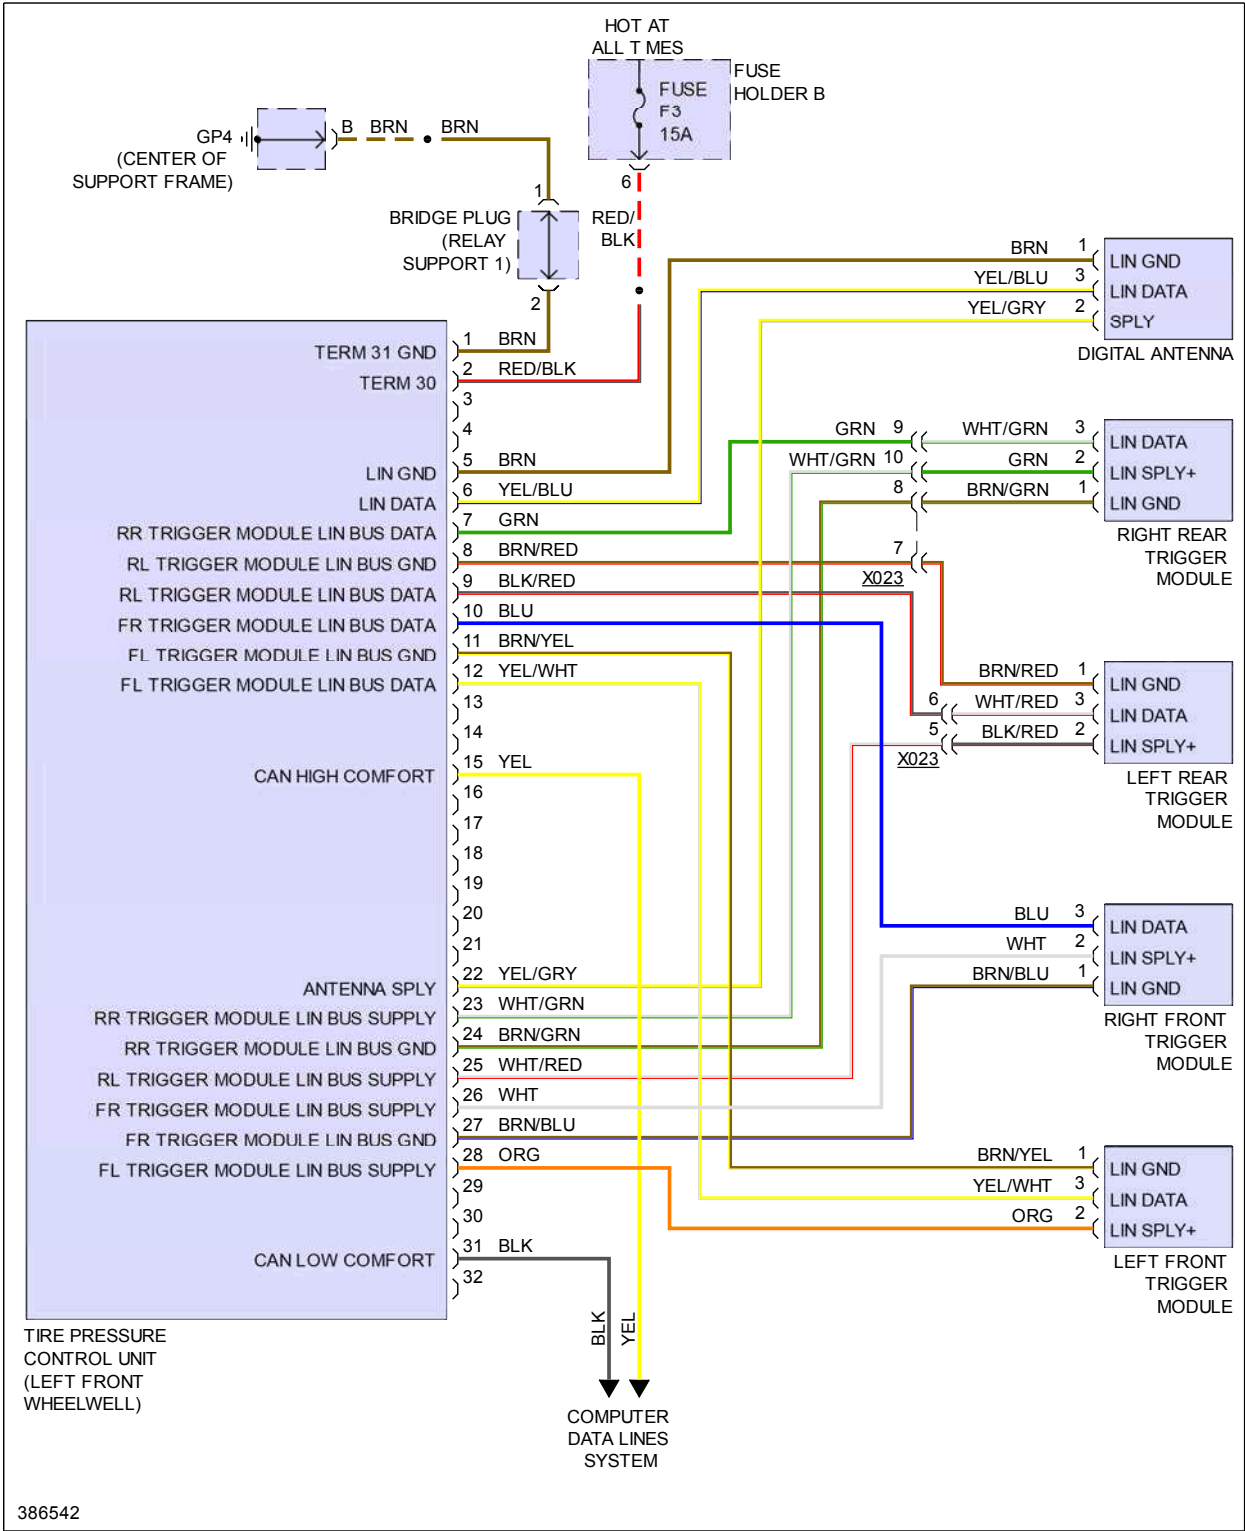 HOT AT
ALL T MES
FUSE
HOLDER B
FUSE
F3
15A
6
RED/
BLK
GP4
(CENTER OF
SUPPORT FRAME)
B BRN BRN
1
BRIDGE PLUG
(RELAY
SUPPORT 1)
2
TERM 31 GND 1 BRN
TERM 30 2 RED/BLK
3
4
LIN GND 5 BRN
LIN DATA 6 YEL/BLU
RR TRIGGER MODULE LIN BUS DATA 7 GRN
RL TRIGGER MODULE LIN BUS GND 8 BRN/RED
RL TRIGGER MODULE LIN BUS DATA 9 BLK/RED
FR TRIGGER MODULE LIN BUS DATA 10 BLU
FL TRIGGER MODULE LIN BUS GND 11 BRN/YEL
FL TRIGGER MODULE LIN BUS DATA 12 YEL/WHT
13
14
CAN HIGH COMFORT 15 YEL
16
17
18
19
20
21
ANTENNA SPLY 22 YEL/GRY
RR TRIGGER MODULE LIN BUS SUPPLY 23 WHT/GRN
RR TRIGGER MODULE LIN BUS GND 24 BRN/GRN
RL TRIGGER MODULE LIN BUS SUPPLY 25 WHT/RED
FR TRIGGER MODULE LIN BUS SUPPLY 26 WHT
FR TRIGGER MODULE LIN BUS GND 27 BRN/BLU
FL TRIGGER MODULE LIN BUS SUPPLY 28 ORG
29
30
CAN LOW COMFORT 31 BLK
32
TIRE PRESSURE
CONTROL UNIT
(LEFT FRONT
WHEELWELL)
BLK
YEL
COMPUTER
DATA LINES
SYSTEM
BRN 1 LIN GND
YEL/BLU 3 LIN DATA
YEL/GRY 2 SPLY
DIGITAL ANTENNA
GRN 9 WHT/GRN 3 LIN DATA
WHT/GRN 10 GRN 2 LIN SPLY+
8 BRN/GRN 1 LIN GND
RIGHT REAR
TRIGGER
MODULE
7
X023
BRN/RED 1 LIN GND
6 WHT/RED 3 LIN DATA
5 BLK/RED 2 LIN SPLY+
X023
LEFT REAR
TRIGGER
MODULE
BLU 3 LIN DATA
WHT 2 LIN SPLY+
BRN/BLU 1 LIN GND
RIGHT FRONT
TRIGGER
MODULE
BRN/YEL 1 LIN GND
YEL/WHT 3 LIN DATA
ORG 2 LIN SPLY+
LEFT FRONT
TRIGGER
MODULE
386542